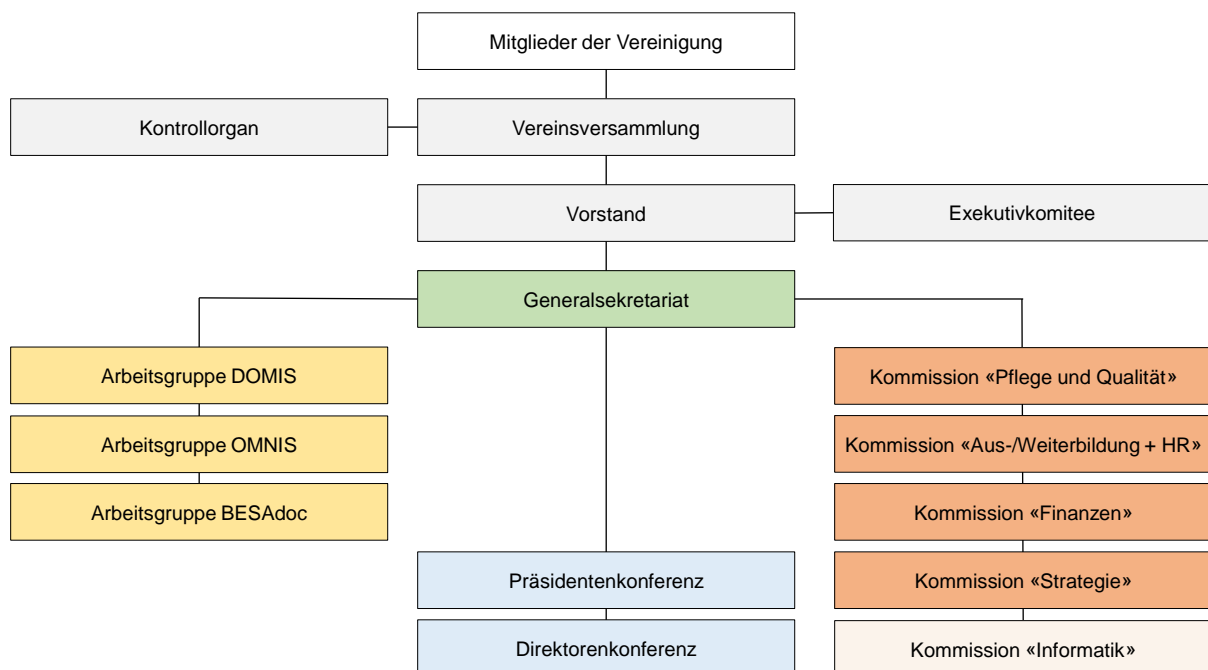 Mitglieder der Vereinigung
Kontrollorgan
Vereinsversammlung
Vorstand
Exekutivkomitee
Generalsekretariat
Arbeitsgruppe DOMIS
Arbeitsgruppe OMNIS
Arbeitsgruppe BESAdoc
Präsidentenkonferenz
Direktorenkonferenz
Kommission «Pflege und Qualität»
Kommission «Aus-/Weiterbildung + HR»
Kommission «Finanzen»
Kommission «Strategie»
Kommission «Informatik»